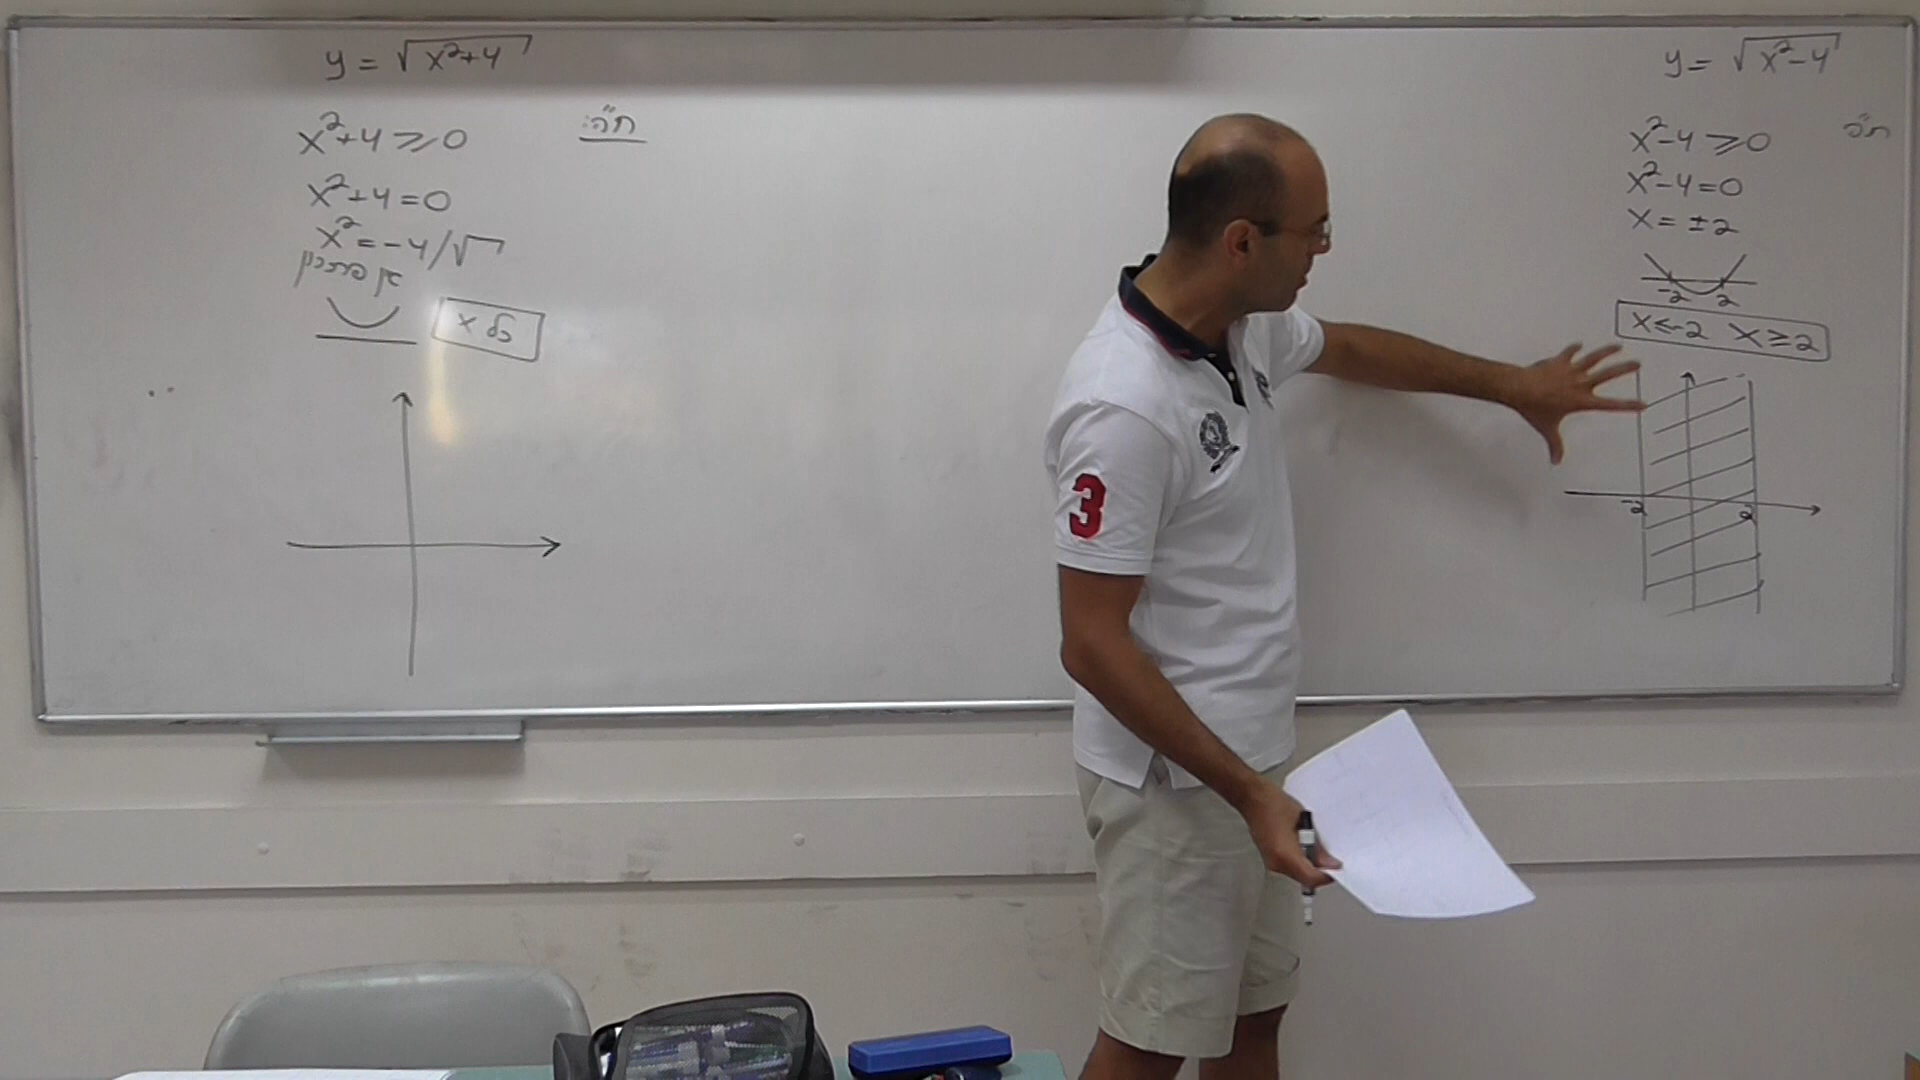 y = √x²+4
x²+4 ≥ 0
ת"ה:
x²+4=0
x²=-4/√
אין
כל x
y = √x²-4
x²-4 ≥ 0
ת"ה
x²-4=0
x = ±2
-2 2
x≤-2 x≥2
-2 2
3